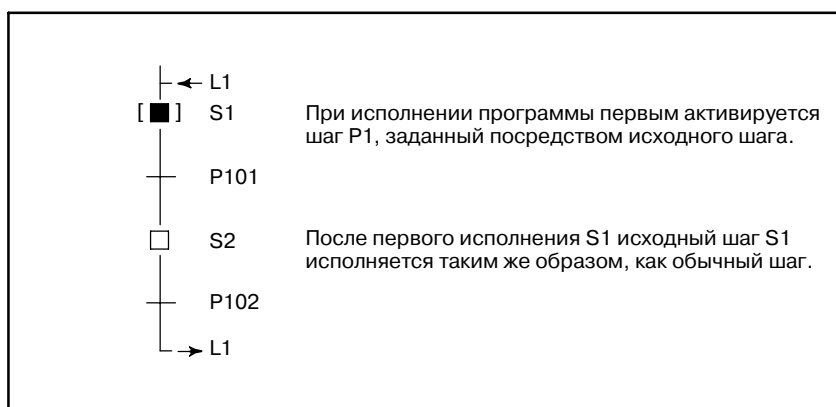 L1
[ ] S1 При исполнении программы первым активируется
шаг P1, заданный посредством исходного шага.
P101
S2 После первого исполнения S1 исходный шаг S1
исполняется таким же образом, как обычный шаг.
P102
L1